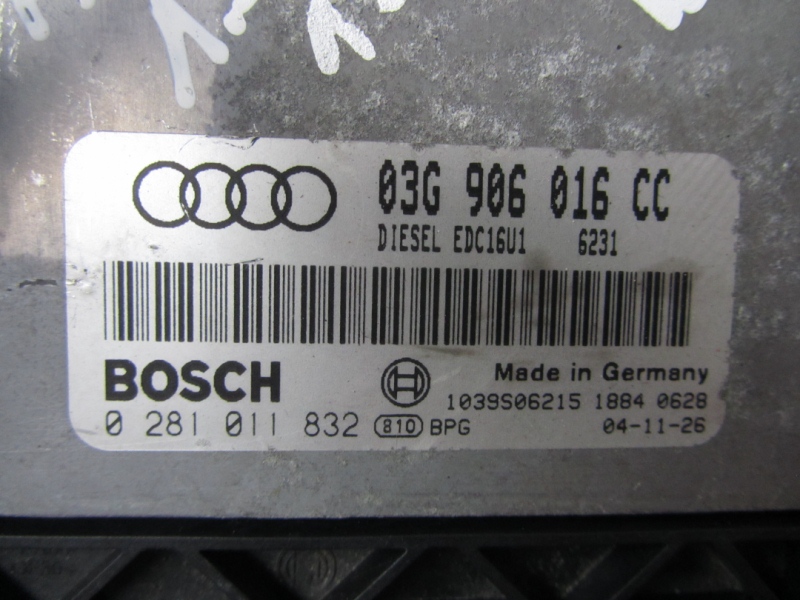 03G 906 016 CC
DIESEL EDC16U1 6231
BOSCH
Made in Germany
1039S06215 1884 0628
0 281 011 832 810 BPG 04-11-26